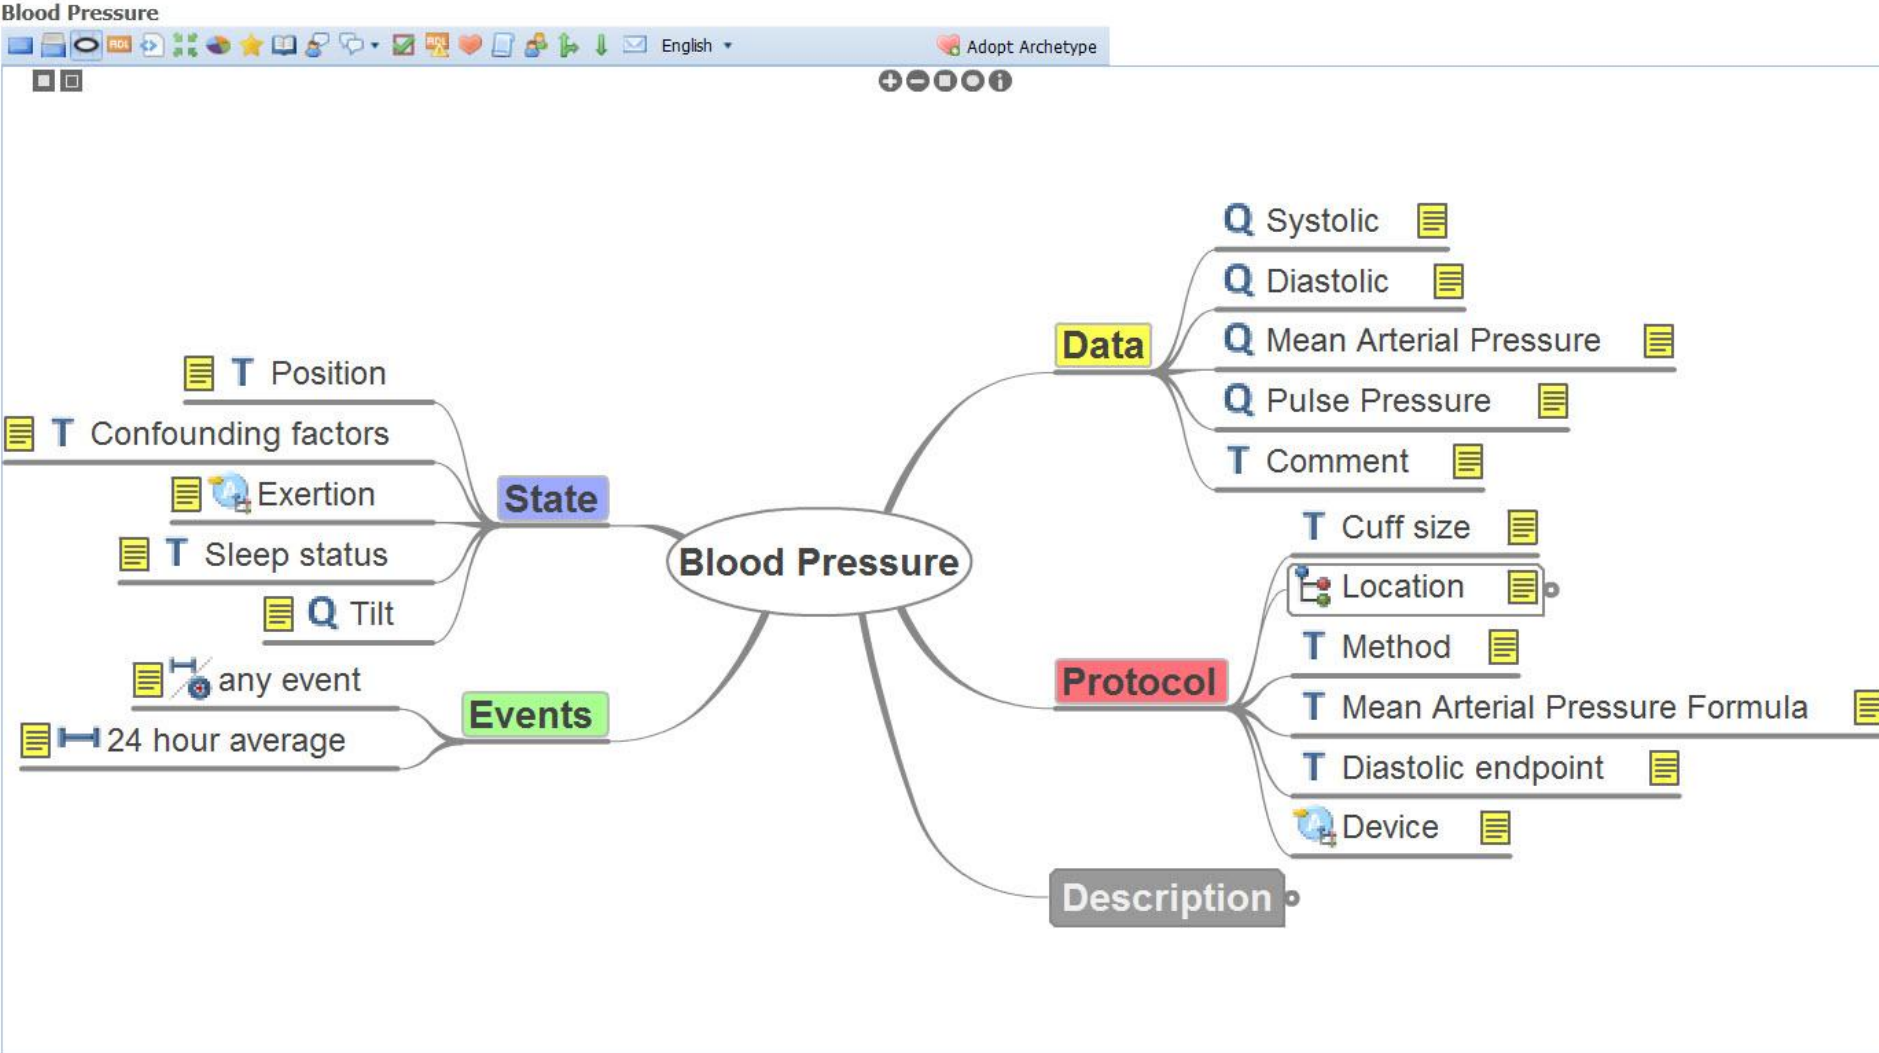 Blood Pressure
ADL
English
Adopt Archetype
Q Systolic
Q Diastolic
Data
Q Mean Arterial Pressure
T Position
Q Pulse Pressure
T Confounding factors
T Comment
Exertion
State
T Cuff size
T Sleep status
Blood Pressure
Location
Q Tilt
T Method
any event
Protocol
Events
T Mean Arterial Pressure Formula
24 hour average
T Diastolic endpoint
Device
Description